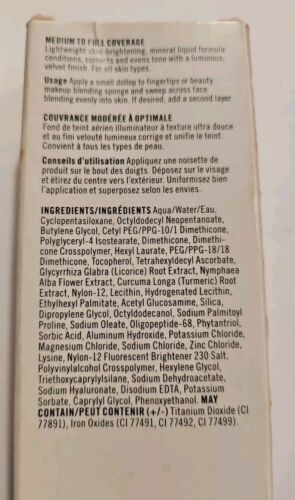 MEDIUM TO FULL COVERAGE
Lightweight skin-brightening, mineral liquid formula
conditions, corrects and evens tone with a luminous,
velvet finish. For all skin types.
Usage Apply a small dollop to fingertips or beauty
makeup blending sponge and sweep across face
blending evenly into skin. If desired, add a second layer.
COUVRANCE MODÉRÉE À OPTIMALE
Fond de teint aérien illuminateur à texture ultra douce
et au fini velouté lumineux corrige et unifie le teint.
Convient à tous les types de peau.
Conseils d'utilisation Appliquez une noisette de
produit sur le bout des doigts. Déposez sur le visage
et étirez du centre vers l'extérieur. Uniformisez bien
l'application et superposez selon les envies.
INGREDIENTS/INGRÉDIENTS Aqua/Water/Eau,
Cyclopentasiloxane, Octyldodecyl Neopentanoate,
Butylene Glycol, Cetyl PEG/PPG-10/1 Dimethicone,
Polyglyceryl-4 Isostearate, Dimethicone, Dimethi-
cone Crosspolymer, Hexyl Laurate, PEG/PPG-18/18
Dimethicone, Tocopherol, Tetrahexyldecyl Ascorbate,
Glycyrrhiza Glabra (Licorice) Root Extract, Nymphaea
Alba Flower Extract, Curcuma Longa (Turmeric) Root
Extract, Nylon-12, Lecithin, Hydrogenated Lecithin,
Ethylhexyl Palmitate, Acetyl Glucosamine, Silica,
Dipropylene Glycol, Octyldodecanol, Sodium Palmitoyl
Proline, Sodium Oleate, Oligopeptide-68, Phytantriol,
Sorbic Acid, Aluminum Hydroxide, Potassium Chloride,
Magnesium Chloride, Sodium Chloride, Zinc Chloride,
Lysine, Nylon-12 Fluorescent Brightener 230 Salt,
Polyvinylalcohol Crosspolymer, Hexylene Glycol,
Triethoxycaprylylsilane, Sodium Dehydroacetate,
Sodium Hyaluronate, Disodium EDTA, Potassium
Sorbate, Caprylyl Glycol, Phenoxyethanol. MAY
CONTAIN/PEUT CONTENIR (+/-) Titanium Dioxide (CI
77891), Iron Oxides (CI 77491, CI 77492, CI 77499).